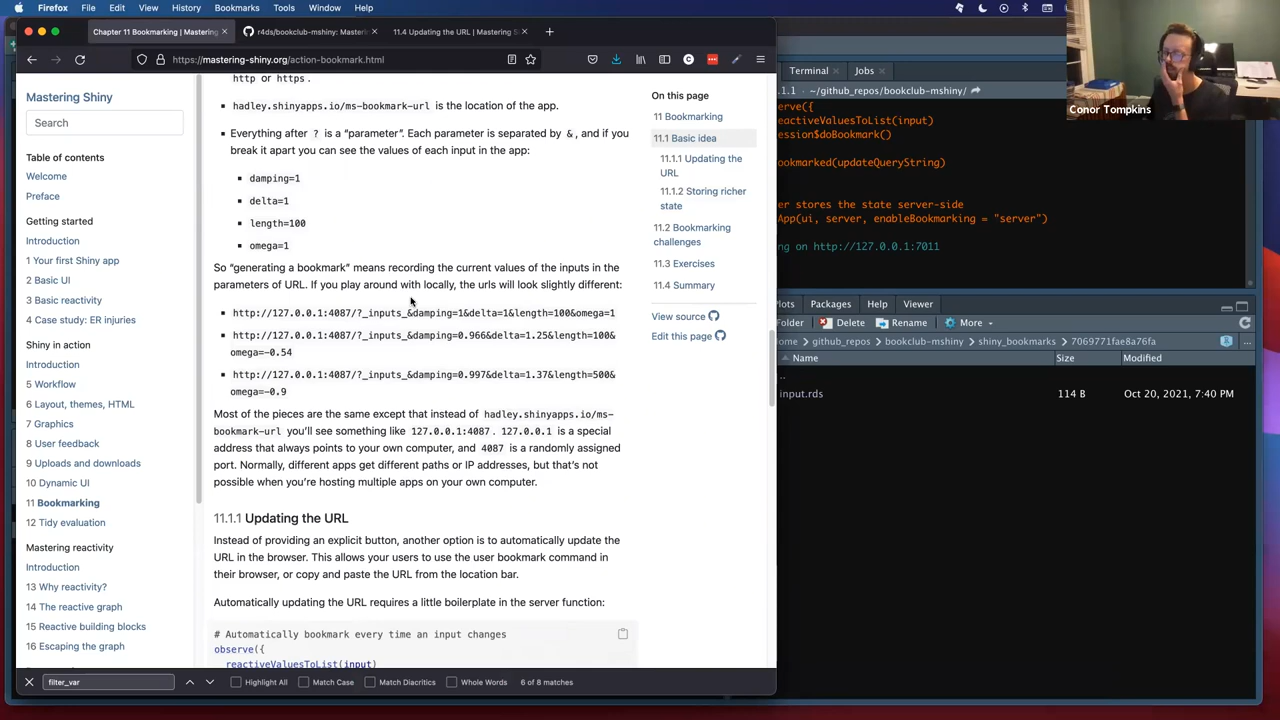 Firefox File Edit View History Bookmarks Tools Window Help
Chapter 11 Bookmarking | Mastering
r4ds/bookclub-mshiny: Masteri
11.4 Updating the URL | Mastering S
https://mastering-shiny.org/action-bookmark.html
Mastering Shiny
Search
Table of contents
Welcome
Preface
Getting started
Introduction
1 Your first Shiny app
2 Basic UI
3 Basic reactivity
4 Case study: ER injuries
Shiny in action
Introduction
5 Workflow
6 Layout, themes, HTML
7 Graphics
8 User feedback
9 Uploads and downloads
10 Dynamic UI
11 Bookmarking
12 Tidy evaluation
Mastering reactivity
Introduction
13 Why reactivity?
14 The reactive graph
15 Reactive building blocks
16 Escaping the graph
http or https.
hadley.shinyapps.io/ms-bookmark-url is the location of the app.
Everything after ? is a “parameter”. Each parameter is separated by &, and if you
break it apart you can see the values of each input in the app:
damping=1
delta=1
length=100
omega=1
So “generating a bookmark” means recording the current values of the inputs in the
parameters of URL. If you play around with locally, the urls will look slightly different:
http://127.0.0.1:4087/?_inputs_&damping=1&delta=1&length=100&omega=1
http://127.0.0.1:4087/?_inputs_&damping=0.966&delta=1.25&length=100&
omega=-0.54
http://127.0.0.1:4087/?_inputs_&damping=0.997&delta=1.37&length=500&
omega=-0.9
Most of the pieces are the same except that instead of hadley.shinyapps.io/ms-
bookmark-url you’ll see something like 127.0.0.1:4087. 127.0.0.1 is a special
address that always points to your own computer, and 4087 is a randomly assigned
port. Normally, different apps get different paths or IP addresses, but that’s not
possible when you’re hosting multiple apps on your own computer.
11.1.1 Updating the URL
Instead of providing an explicit button, another option is to automatically update the
URL in the browser. This allows your users to use the user bookmark command in
their browser, or copy and paste the URL from the location bar.
Automatically updating the URL requires a little boilerplate in the server function:
# Automatically bookmark every time an input changes
observe({
reactiveValuesToList(input)
On this page
11 Bookmarking
11.1 Basic idea
11.1.1 Updating the
URL
11.1.2 Storing richer
state
11.2 Bookmarking
challenges
11.3 Exercises
11.4 Summary
View source
Edit this page
filter_var
Highlight All Match Case Match Diacritics Whole Words 6 of 8 matches
Terminal Jobs
.1.1 · ~/github_repos/bookclub-mshiny/
erve({
eactiveValuesToList(input)
ession$doBookmark()
ookmarked(updateQueryString)
er stores the state server-side
App(ui, server, enableBookmarking = "server")
ng on http://127.0.0.1:7011
lots Packages Help Viewer
Folder Delete Rename More
ome github_repos bookclub-mshiny shiny_bookmarks 7069771fae8a76fa
Name Size Modified
..
input.rds 114 B Oct 20, 2021, 7:40 PM
Conor Tompkins